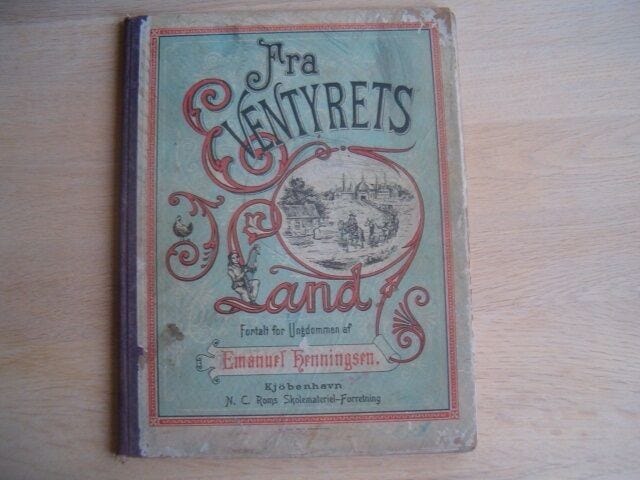 Fra
EVENTYRETS
Land
Fortalt for Ungdommen af
Emanuel Henningsen.
Kjöbenhavn
N. C. Roms Skolemateriel-Forretning